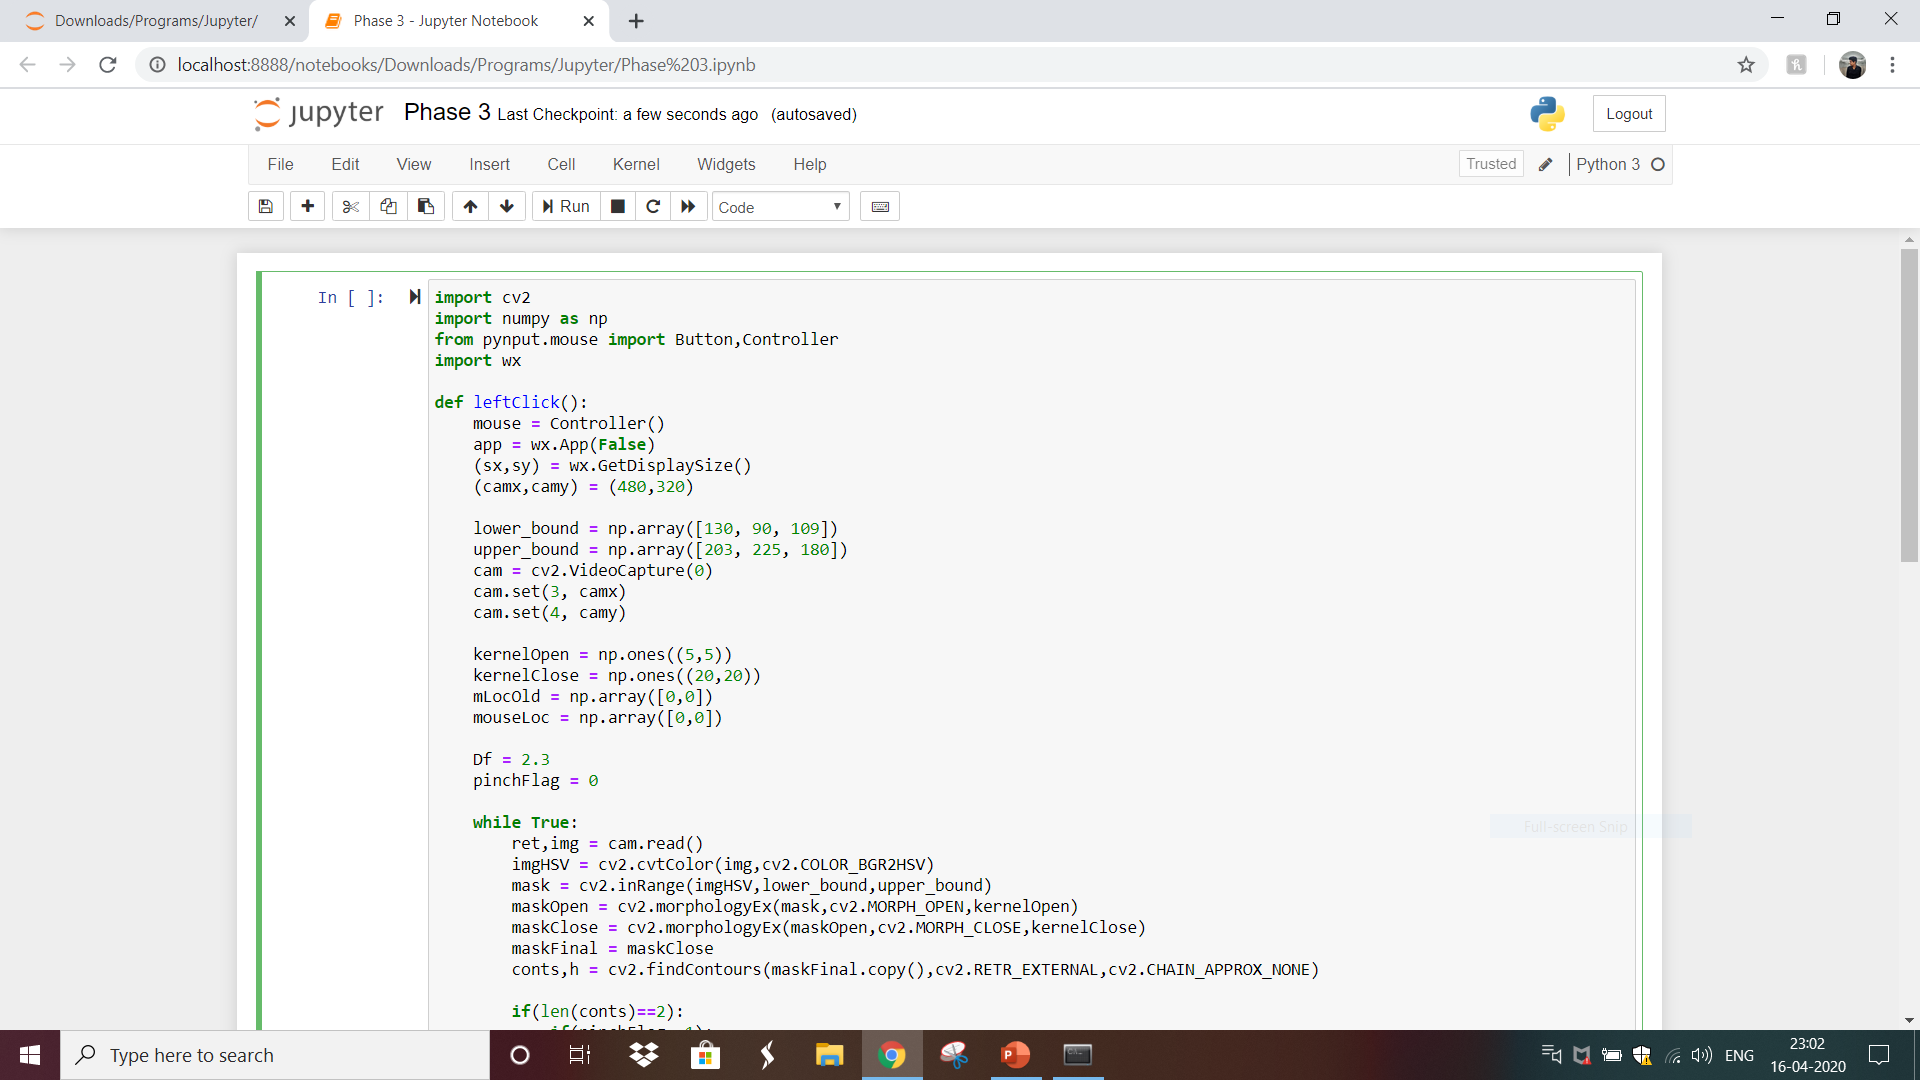 Downloads/Programs/Jupyter/
Phase 3 - Jupyter Notebook
localhost:8888/notebooks/Downloads/Programs/Jupyter/Phase%203.ipynb
jupyter Phase 3 Last Checkpoint: a few seconds ago (autosaved)
Logout
File Edit View Insert Cell Kernel Widgets Help
Trusted
Python 3
Run
Code
In [ ]:
import cv2
import numpy as np
from pynput.mouse import Button,Controller
import wx
def leftClick():
    mouse = Controller()
    app = wx.App(False)
    (sx,sy) = wx.GetDisplaySize()
    (camx,camy) = (480,320)
    lower_bound = np.array([130, 90, 109])
    upper_bound = np.array([203, 225, 180])
    cam = cv2.VideoCapture(0)
    cam.set(3, camx)
    cam.set(4, camy)
    kernelOpen = np.ones((5,5))
    kernelClose = np.ones((20,20))
    mLocOld = np.array([0,0])
    mouseLoc = np.array([0,0])
    Df = 2.3
    pinchFlag = 0
    while True:
        ret,img = cam.read()
        imgHSV = cv2.cvtColor(img,cv2.COLOR_BGR2HSV)
        mask = cv2.inRange(imgHSV,lower_bound,upper_bound)
        maskOpen = cv2.morphologyEx(mask,cv2.MORPH_OPEN,kernelOpen)
        maskClose = cv2.morphologyEx(maskOpen,cv2.MORPH_CLOSE,kernelClose)
        maskFinal = maskClose
        conts,h = cv2.findContours(maskFinal.copy(),cv2.RETR_EXTERNAL,cv2.CHAIN_APPROX_NONE)
        if(len(conts)==2):
Full-screen Snip
Type here to search
ENG
23:02
16-04-2020